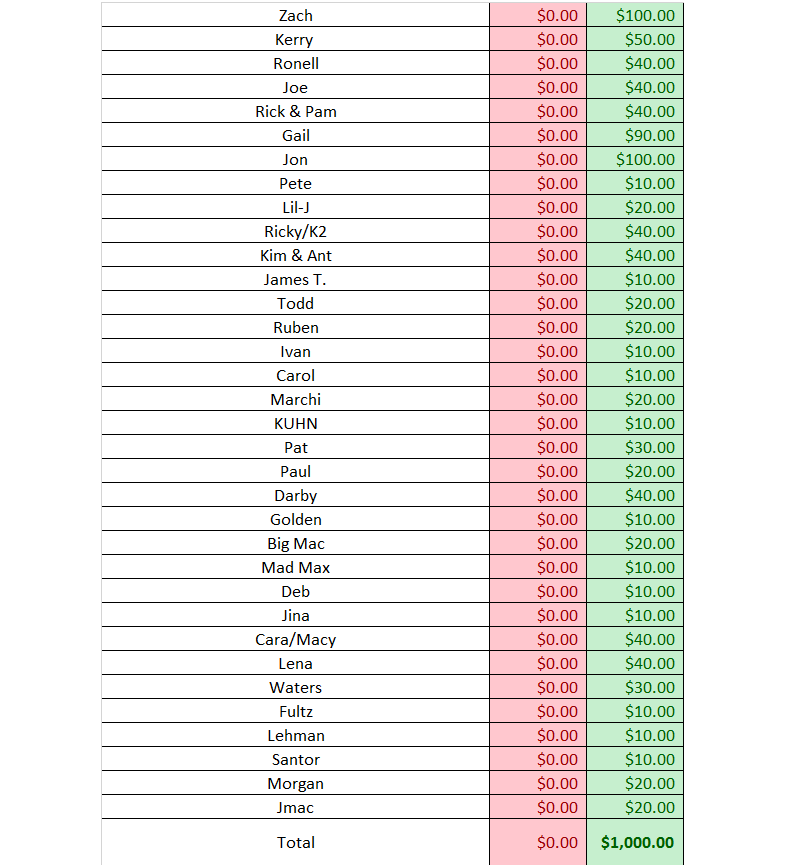 Zach $0.00 $100.00
Kerry $0.00 $50.00
Ronell $0.00 $40.00
Joe $0.00 $40.00
Rick & Pam $0.00 $40.00
Gail $0.00 $90.00
Jon $0.00 $100.00
Pete $0.00 $10.00
Lil-J $0.00 $20.00
Ricky/K2 $0.00 $40.00
Kim & Ant $0.00 $40.00
James T. $0.00 $10.00
Todd $0.00 $20.00
Ruben $0.00 $20.00
Ivan $0.00 $10.00
Carol $0.00 $10.00
Marchi $0.00 $20.00
KUHN $0.00 $10.00
Pat $0.00 $30.00
Paul $0.00 $20.00
Darby $0.00 $40.00
Golden $0.00 $10.00
Big Mac $0.00 $20.00
Mad Max $0.00 $10.00
Deb $0.00 $10.00
Jina $0.00 $10.00
Cara/Macy $0.00 $40.00
Lena $0.00 $40.00
Waters $0.00 $30.00
Fultz $0.00 $10.00
Lehman $0.00 $10.00
Santor $0.00 $10.00
Morgan $0.00 $20.00
Jmac $0.00 $20.00
Total $0.00 $1,000.00